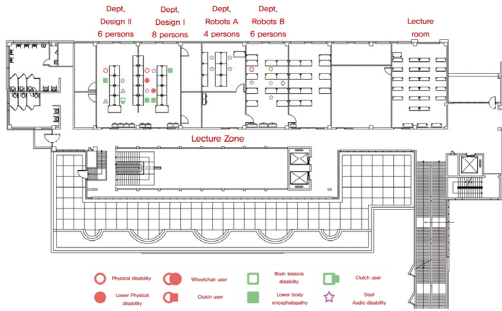 Dept,
Design II
6 persons
Dept,
Design I
8 persons
Dept,
Robots A
4 persons
Dept,
Robots B
6 persons
Lecture
room
Lecture Zone
Physical disability
Wheelchair user
Brain lesions
disability
Clutch user
Lower Physical
disability
Clutch user
Lower body
encephalopathy
Deaf
Audio disability